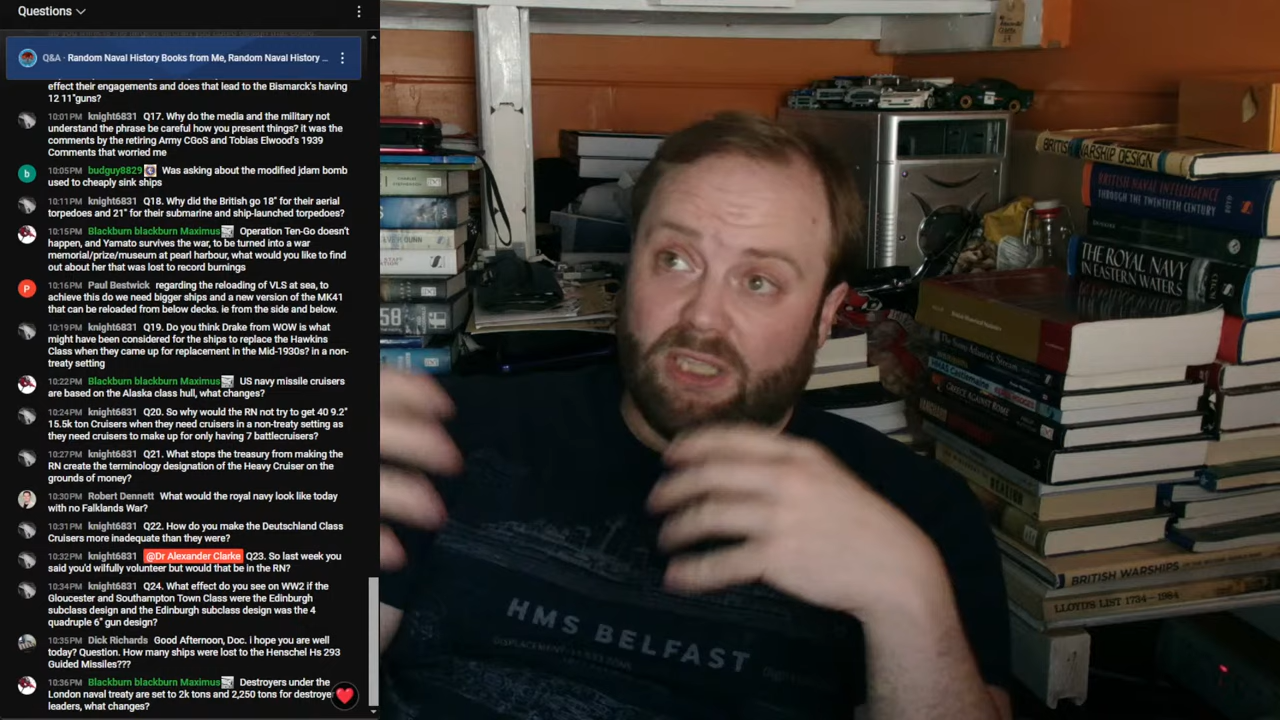 Questions
Q&A · Random Naval History Books from Me, Random Naval History ...
effect their engagements and does that lead to the Bismarck's having
12 11"guns?
10:01PM knight6831 Q17. Why do the media and the military not
understand the phrase be careful how you present things? it was the
comments by the retiring Army CGoS and Tobias Elwood's 1939
Comments that worried me
10:05PM budguy8829 Was asking about the modified jdam bomb
used to cheaply sink ships
10:11PM knight6831 Q18. Why did the British go 18" for their aerial
torpedoes and 21" for their submarine and ship-launched torpedoes?
10:15PM Blackburn blackburn Maximus Operation Ten-Go doesn't
happen, and Yamato survives the war, to be turned into a war
memorial/prize/museum at pearl harbour, what would you like to find
out about her that was lost to record burnings
P
10:16PM Paul Bestwick regarding the reloading of VLS at sea, to
achieve this do we need bigger ships and a new version of the MK41
that can be reloaded from below decks. ie from the side and below.
10:19PM knight6831 Q19. Do you think Drake from WOW is what
might have been considered for the ships to replace the Hawkins
Class when they came up for replacement in the Mid-1930s? in a non-
treaty setting
10:22PM Blackburn blackburn Maximus US navy missile cruisers
are based on the Alaska class hull, what changes?
10:24PM knight6831 Q20. So why would the RN not try to get 40 9.2"
15.5k ton Cruisers when they need cruisers in a non-treaty setting as
they need cruisers to make up for only having 7 battlecruisers?
10:27PM knight6831 Q21. What stops the treasury from making the
RN create the terminology designation of the Heavy Cruiser on the
grounds of money?
10:30PM Robert Dennett What would the royal navy look like today
with no Falklands War?
10:31PM knight6831 Q22. How do you make the Deutschland Class
Cruisers more inadequate than they were?
10:32PM knight6831 @Dr Alexander Clarke Q23. So last week you
said you'd wilfully volunteer but would that be in the RN?
10:34PM knight6831 Q24. What effect do you see on WW2 if the
Gloucester and Southampton Town Class were the Edinburgh
subclass design and the Edinburgh subclass design was the 4
quadruple 6" gun design?
10:35PM Dick Richards Good Afternoon, Doc. i hope you are well
today? Question. How many ships were lost to the Henschel Hs 293
Guided Missiles???
10:36PM Blackburn blackburn Maximus Destroyers under the
London naval treaty are set to 2k tons and 2,250 tons for destroye
leaders, what changes?
HMS BELFAST
BRITISH WARSHIP DESIGN
BRITISH NAVAL INTELLIGENCE
THROUGH THE TWENTIETH CENTURY
THE ROYAL NAVY
IN EASTERN WATERS
BRITISH WARSHIPS
LLOYD'S LIST 1734-1984
58